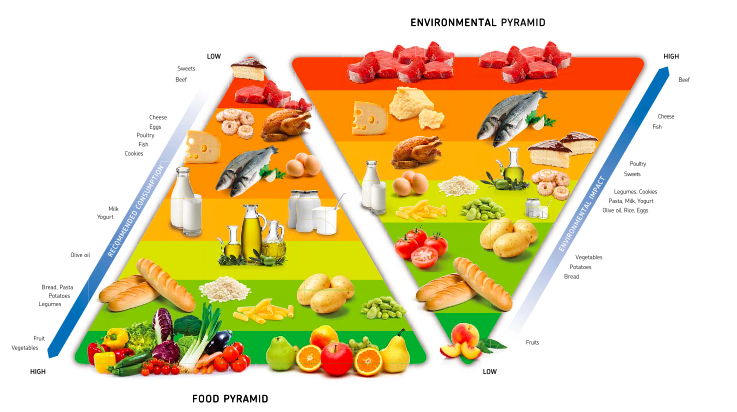 ENVIRONMENTAL PYRAMID
LOW
HIGH
Sweets
Beef
Beef
Cheese
Eggs
Poultry
Fish
Cookies
Cheese
Fish
Poultry
Sweets
RECOMMENDED CONSUMPTION
ENVIRONMENTAL IMPACT
Legumes, Cookies
Pasta, Milk, Yogurt
Olive oil, Rice, Eggs
Milk
Yogurt
Olive oil
Vegetables
Potatoes
Bread
Bread, Pasta
Potatoes
Legumes
Fruit
Vegetables
Fruits
HIGH
LOW
FOOD PYRAMID